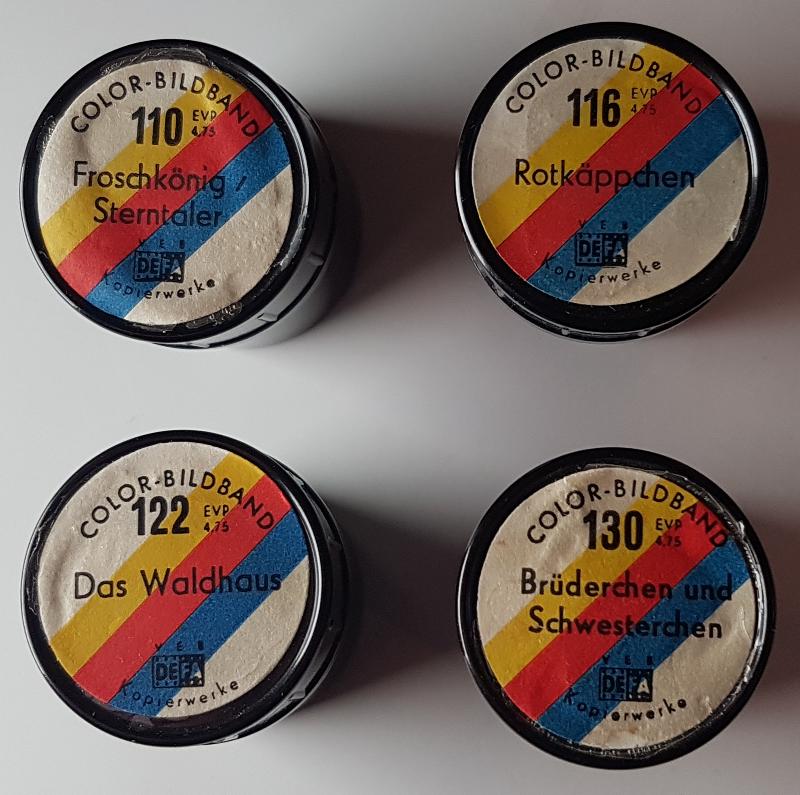 COLOR-BILDBAND
110 EVP 4,75
Froschkönig /
Sterntaler
VEB
DEFA
Kopierwerke
COLOR-BILDBAND
116 EVP 4,75
Rotkäppchen
VEB
DEFA
Kopierwerke
COLOR-BILDBAND
122 EVP 4,75
Das Waldhaus
VEB
DEFA
Kopierwerke
COLOR-BILDBAND
130 EVP 4,75
Brüderchen und
Schwesterchen
VEB
DEFA
Kopierwerke